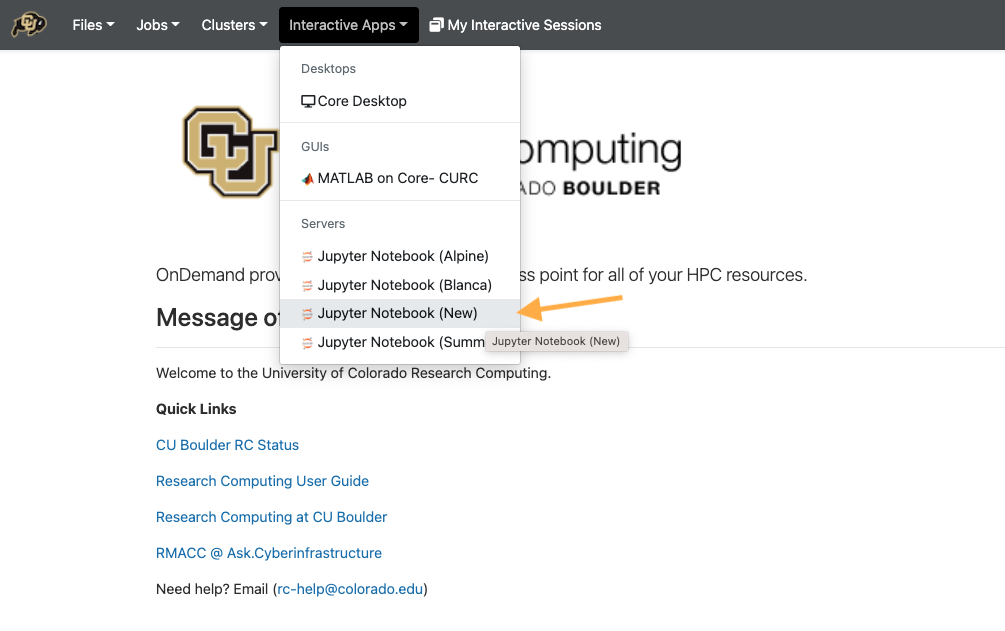 Files Jobs Clusters Interactive Apps My Interactive Sessions
Desktops
Core Desktop
GUIs
MATLAB on Core- CURC
Servers
Jupyter Notebook (Alpine)
Jupyter Notebook (Blanca)
Jupyter Notebook (New)
Jupyter Notebook (Summ
Jupyter Notebook (New)
CU omputing
ADO BOULDER
OnDemand prov ss point for all of your HPC resources.
Message of
Welcome to the University of Colorado Research Computing.
Quick Links
CU Boulder RC Status
Research Computing User Guide
Research Computing at CU Boulder
RMACC @ Ask.Cyberinfrastructure
Need help? Email (rc-help@colorado.edu)